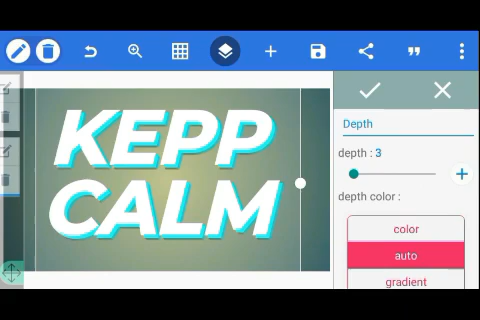 KEPP
CALM
Depth
depth : 3
depth color :
color
auto
gradient